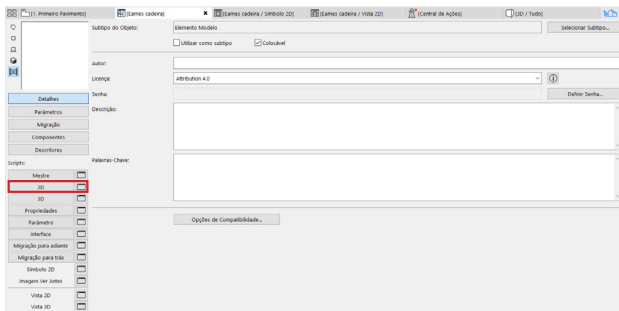 [1. Primeiro Pavimento]
[Eames cadeira]
[Eames cadeira / Símbolo 2D]
[Eames cadeira / Vista 2D]
[Central de Ações]
[3D / Tudo]
Subtipo do Objeto:
Elemento Modelo
Selecionar Subtipo...
Utilizar como subtipo
Colocável
Autor:
Licença:
Attribution 4.0
Senha:
Definir Senha...
Descrição:
Palavras-Chave:
Opções de Compatibilidade...
Detalhes
Parâmetros
Migração
Componentes
Descritores
Scripts:
Mestre
2D
3D
Propriedades
Parâmetro
Interface
Migração para adiante
Migração para trás
Símbolo 2D
Imagem Ver Antes
Vista 2D
Vista 3D